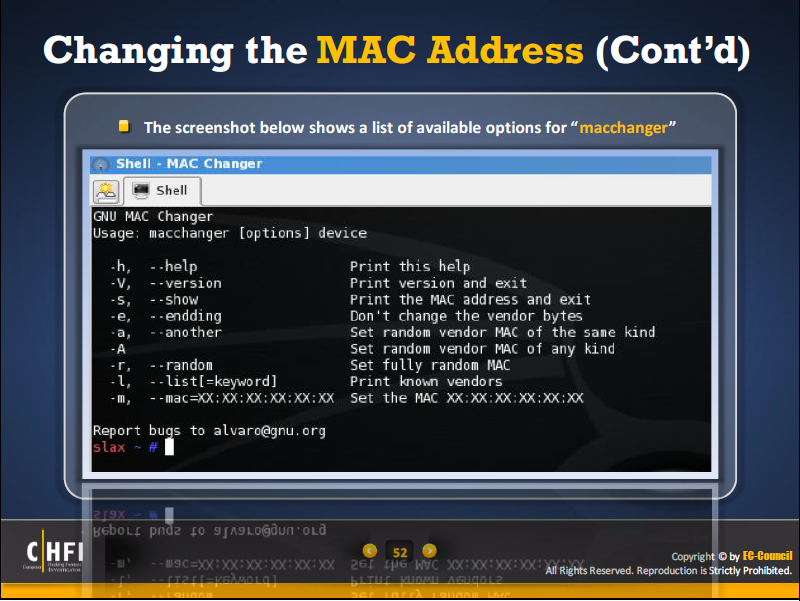 Changing the MAC Address (Cont’d)
The screenshot below shows a list of available options for “macchanger”
Shell - MAC Changer
Shell
GNU MAC Changer
Usage: macchanger [options] device
-h, --help Print this help
-V, --version Print version and exit
-s, --show Print the MAC address and exit
-e, --endding Don't change the vendor bytes
-a, --another Set random vendor MAC of the same kind
-A Set random vendor MAC of any kind
-r, --random Set fully random MAC
-l, --list[=keyword] Print known vendors
-m, --mac=XX:XX:XX:XX:XX:XX Set the MAC XX:XX:XX:XX:XX:XX
Report bugs to alvaro@gnu.org
slax ~ #
CHFI
Computer
Hacking Forensic
INVESTIGATOR
52
Copyright © by EC-Council
All Rights Reserved. Reproduction is Strictly Prohibited.